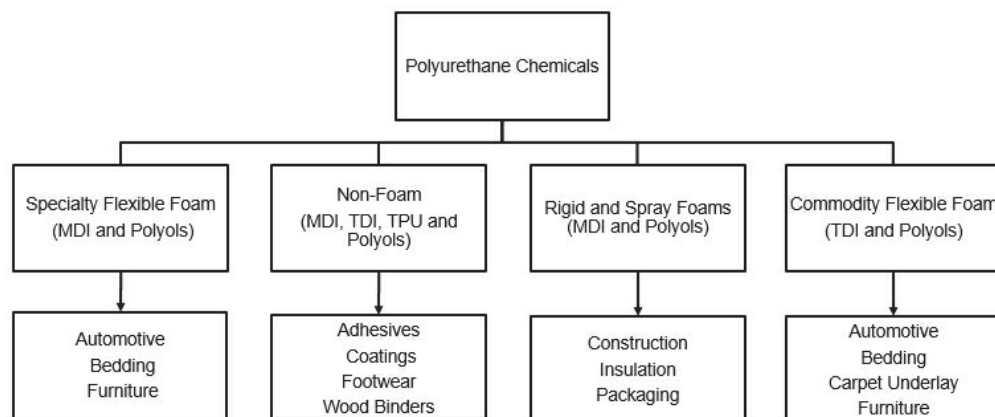 Polyurethane Chemicals
Specialty Flexible Foam
(MDI and Polyols)
Non-Foam
(MDI, TDI, TPU and
Polyols)
Rigid and Spray Foams
(MDI and Polyols)
Commodity Flexible Foam
(TDI and Polyols)
Automotive
Bedding
Furniture
Adhesives
Coatings
Footwear
Wood Binders
Construction
Insulation
Packaging
Automotive
Bedding
Carpet Underlay
Furniture